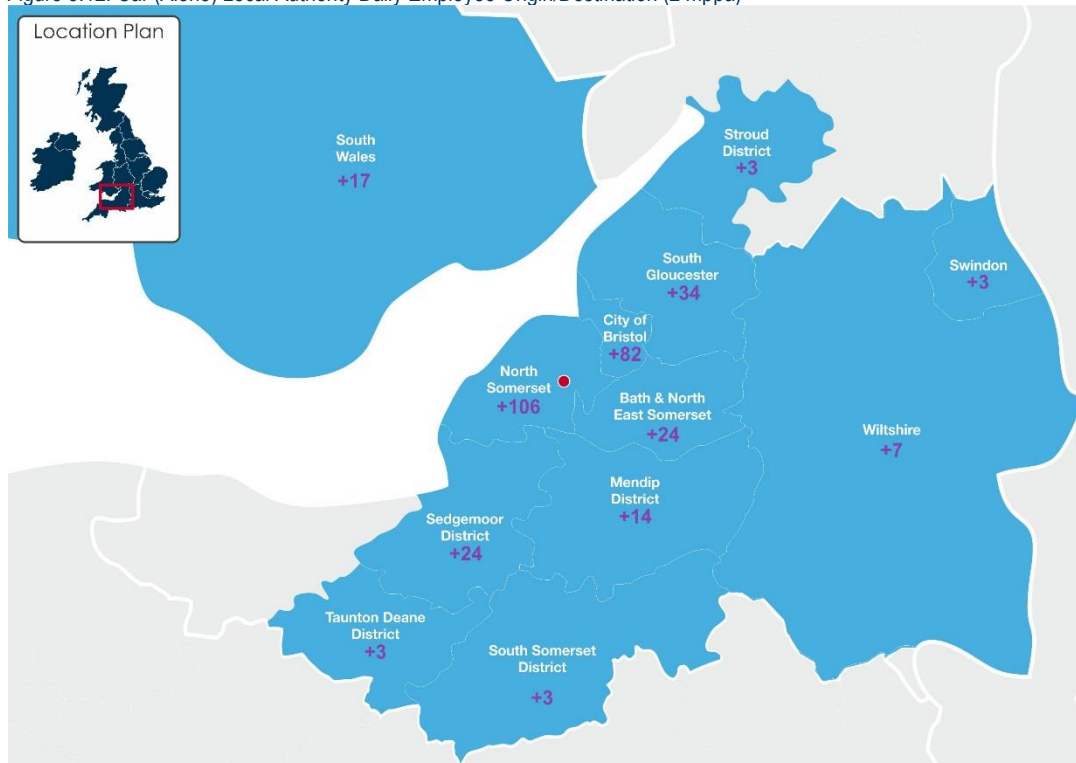 Location Plan
South
Wales
+17
Stroud
District
+3
South
Gloucester
+34
Swindon
+3
City of
Bristol
+82
North
Somerset
+106
Bath & North
East Somerset
+24
Wiltshire
+7
Mendip
District
+14
Sedgemoor
District
+24
Taunton Deane
District
+3
South Somerset
District
+3